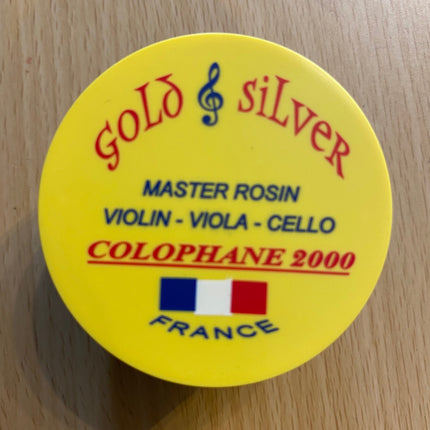 GOLD SILVER
MASTER ROSIN
VIOLIN - VIOLA - CELLO
COLOPHANE 2000
FRANCE